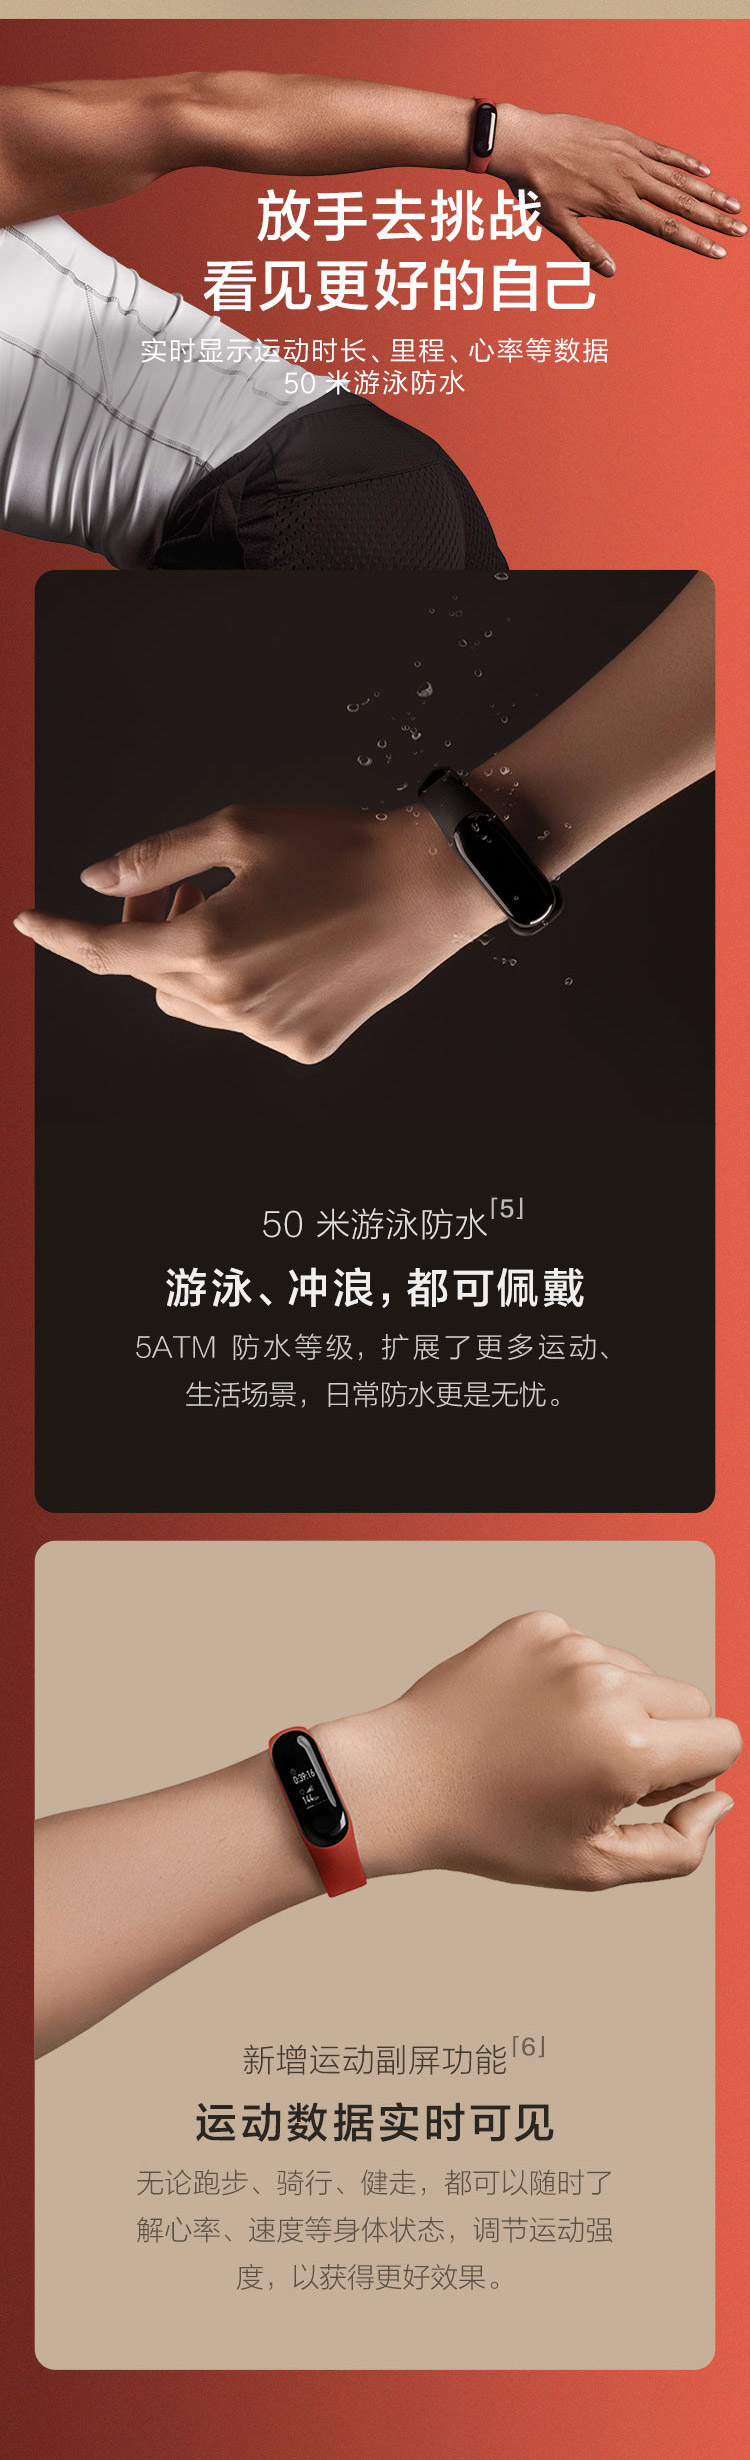 放手去挑战
看见更好的自己
实时显示运动时长、里程、心率等数据
50 米游泳防水
50 米游泳防水「5」
游泳、冲浪，都可佩戴
5ATM 防水等级，扩展了更多运动、
生活场景，日常防水更是无忧。
0:39:16
144
新增运动副屏功能「6」
运动数据实时可见
无论跑步、骑行、健走，都可以随时了
解心率、速度等身体状态，调节运动强
度，以获得更好效果。